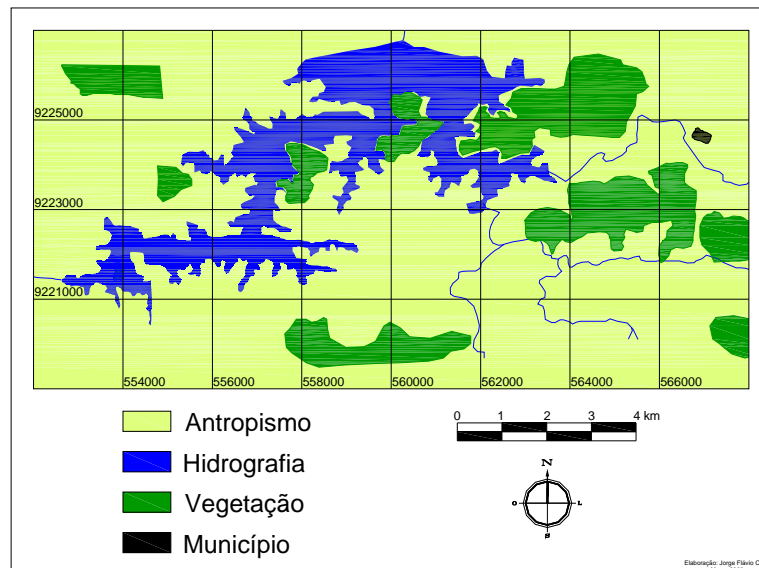 9225000
9223000
9221000
554000 556000 558000 560000 562000 564000 566000
Antropismo
Hidrografia
Vegetação
Município
0 1 2 3 4 km
N
O L
S
Elaboração: Jorge Flávio C